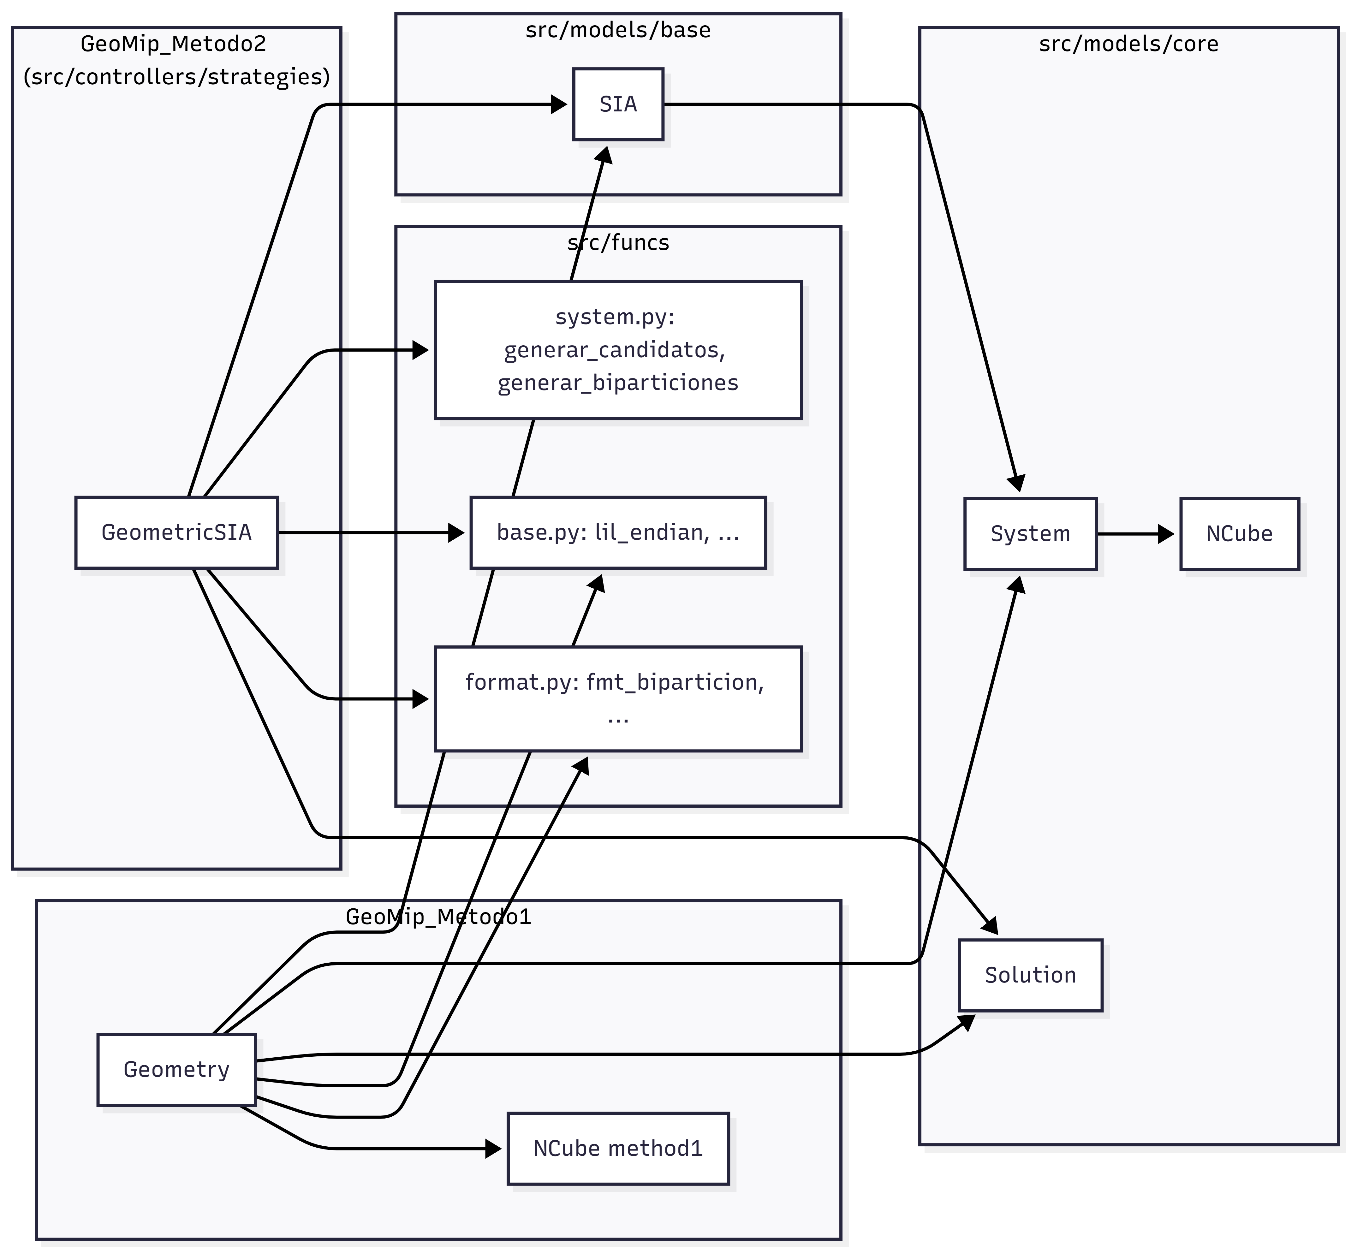 GeoMip_Metodo2
(src/controllers/strategies)
GeometricSIA
src/models/base
SIA
src/funcs
system.py:
generar_candidatos,
generar_biparticiones
base.py: lil_endian, ...
format.py: fmt_biparticion,
...
src/models/core
System
NCube
Solution
GeoMip_Metodo1
Geometry
NCube method1